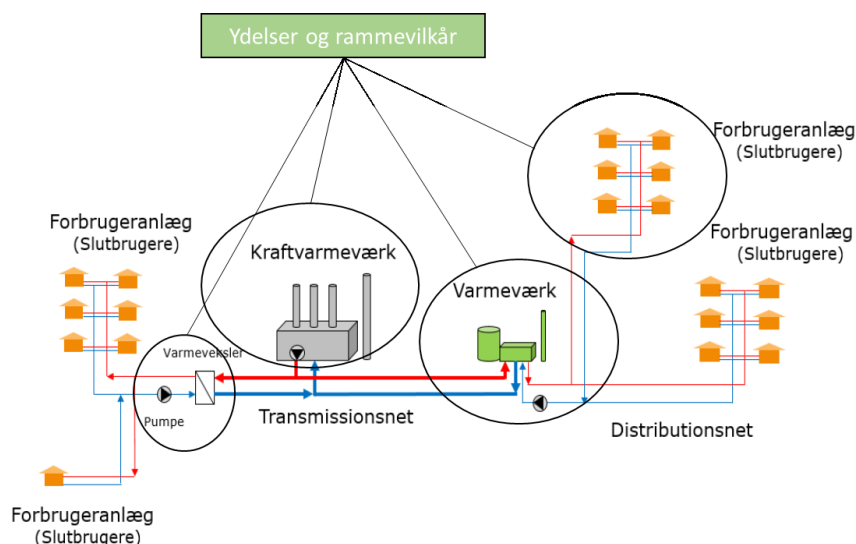 Ydelser og rammevilkår
Forbrugeranlæg
(Slutbrugere)
Forbrugeranlæg
(Slutbrugere)
Kraftvarmeværk
Forbrugeranlæg
(Slutbrugere)
Varmeværk
Varmeveksler
Pumpe
Transmissionsnet
Distributionsnet
Forbrugeranlæg
(Slutbrugere)